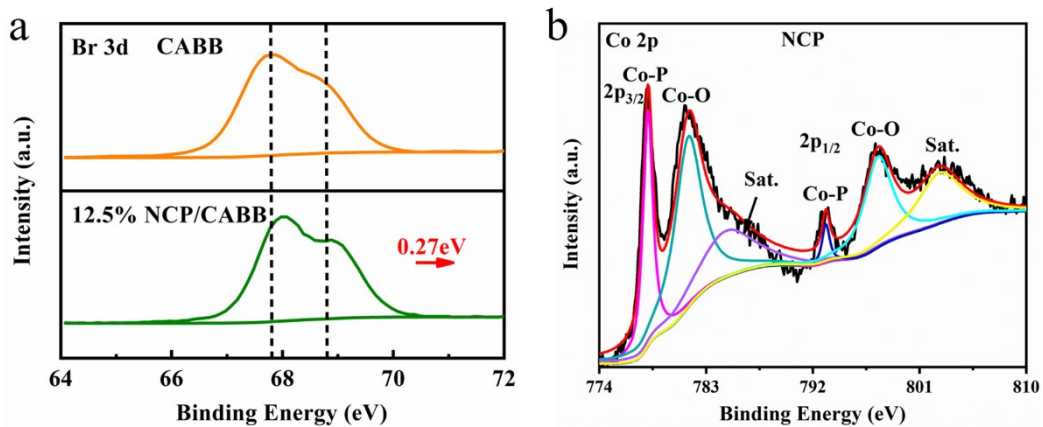 a
Br 3d CABB
12.5% NCP/CABB
0.27eV
Intensity (a.u.)
64 66 68 70 72
Binding Energy (eV)
b
Co 2p NCP
Co-P
2p3/2
Co-O
Sat.
2p1/2
Co-P
Co-O
Sat.
Intensity (a.u.)
774 783 792 801 810
Binding Energy (eV)